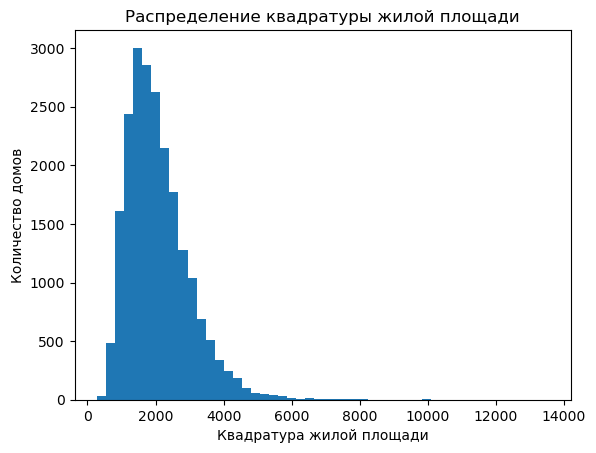 Распределение квадратуры жилой площади
3000
2500
2000
1500
1000
500
0
Количество домов
0 2000 4000 6000 8000 10000 12000 14000
Квадратура жилой площади